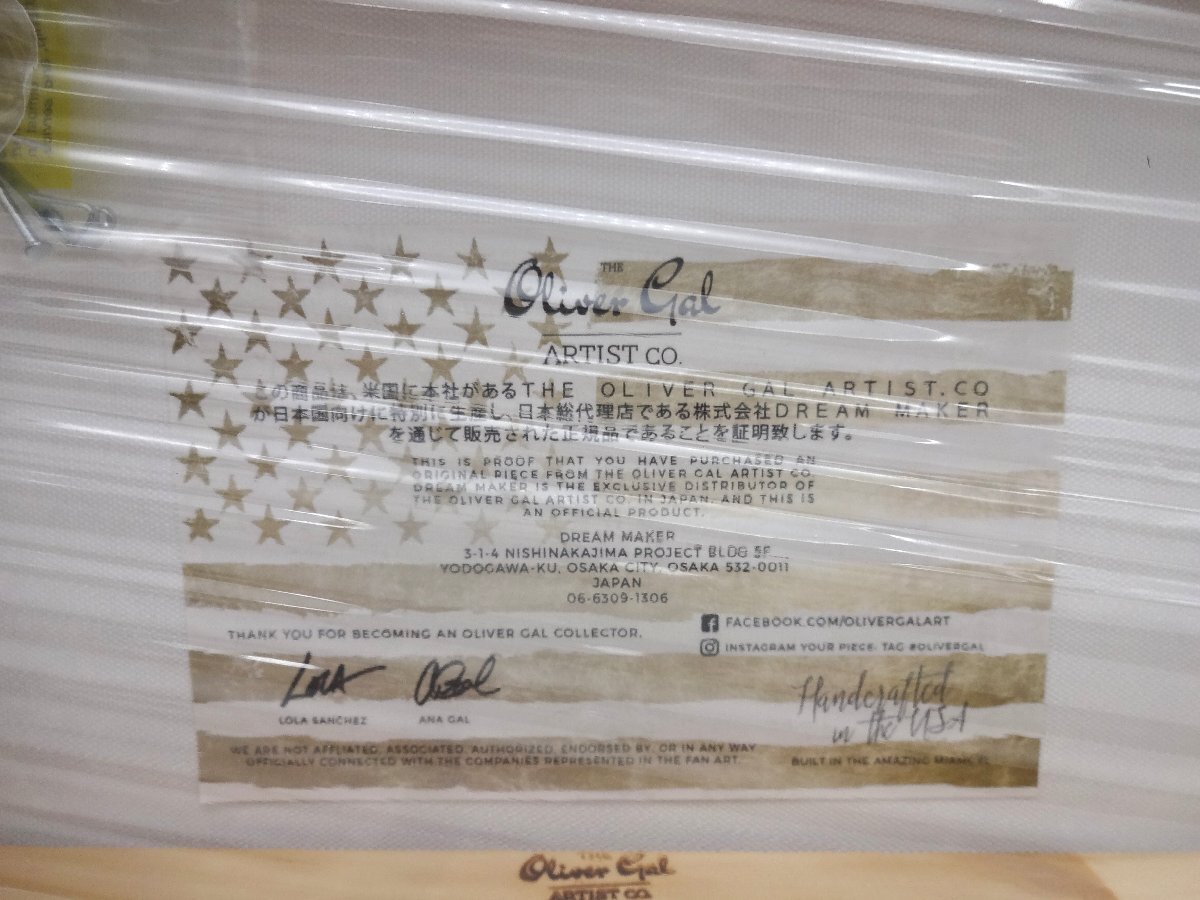 THE
Oliver Gal
ARTIST CO.
この商品は、米国に本社があるTHE OLIVER GAL ARTIST.CO
が日本国向けに特別に生産し、日本総代理店である株式会社DREAM MAKER
を通じて販売された正規品であることを証明致します。
THIS IS PROOF THAT YOU HAVE PURCHASED AN
ORIGINAL PIECE FROM THE OLIVER GAL ARTIST CO.
DREAM MAKER IS THE EXCLUSIVE DISTRIBUTOR OF
THE OLIVER GAL ARTIST CO. IN JAPAN. AND THIS IS
AN OFFICIAL PRODUCT.
DREAM MAKER
3-1-4 NISHINAKAJIMA PROJECT BLDG 5F
YODOGAWA-KU, OSAKA CITY, OSAKA 532-0011
JAPAN
06-6309-1306
FACEBOOK.COM/OLIVERGALART
THANK YOU FOR BECOMING AN OLIVER GAL COLLECTOR.
INSTAGRAM YOUR PIECE. TAG #OLIVERGAL
LOLA SANCHEZ
ANA GAL
Handcrafted
in the USA
WE ARE NOT AFFLIATED, ASSOCIATED, AUTHORIZED, ENDORSED BY, OR IN ANY WAY
OFFICIALLY CONNECTED WITH THE COMPANIES REPRESENTED IN THE FAN ART.
BUILT IN THE AMAZING MIAMI, FL
THE
Oliver Gal
ARTIST CO.